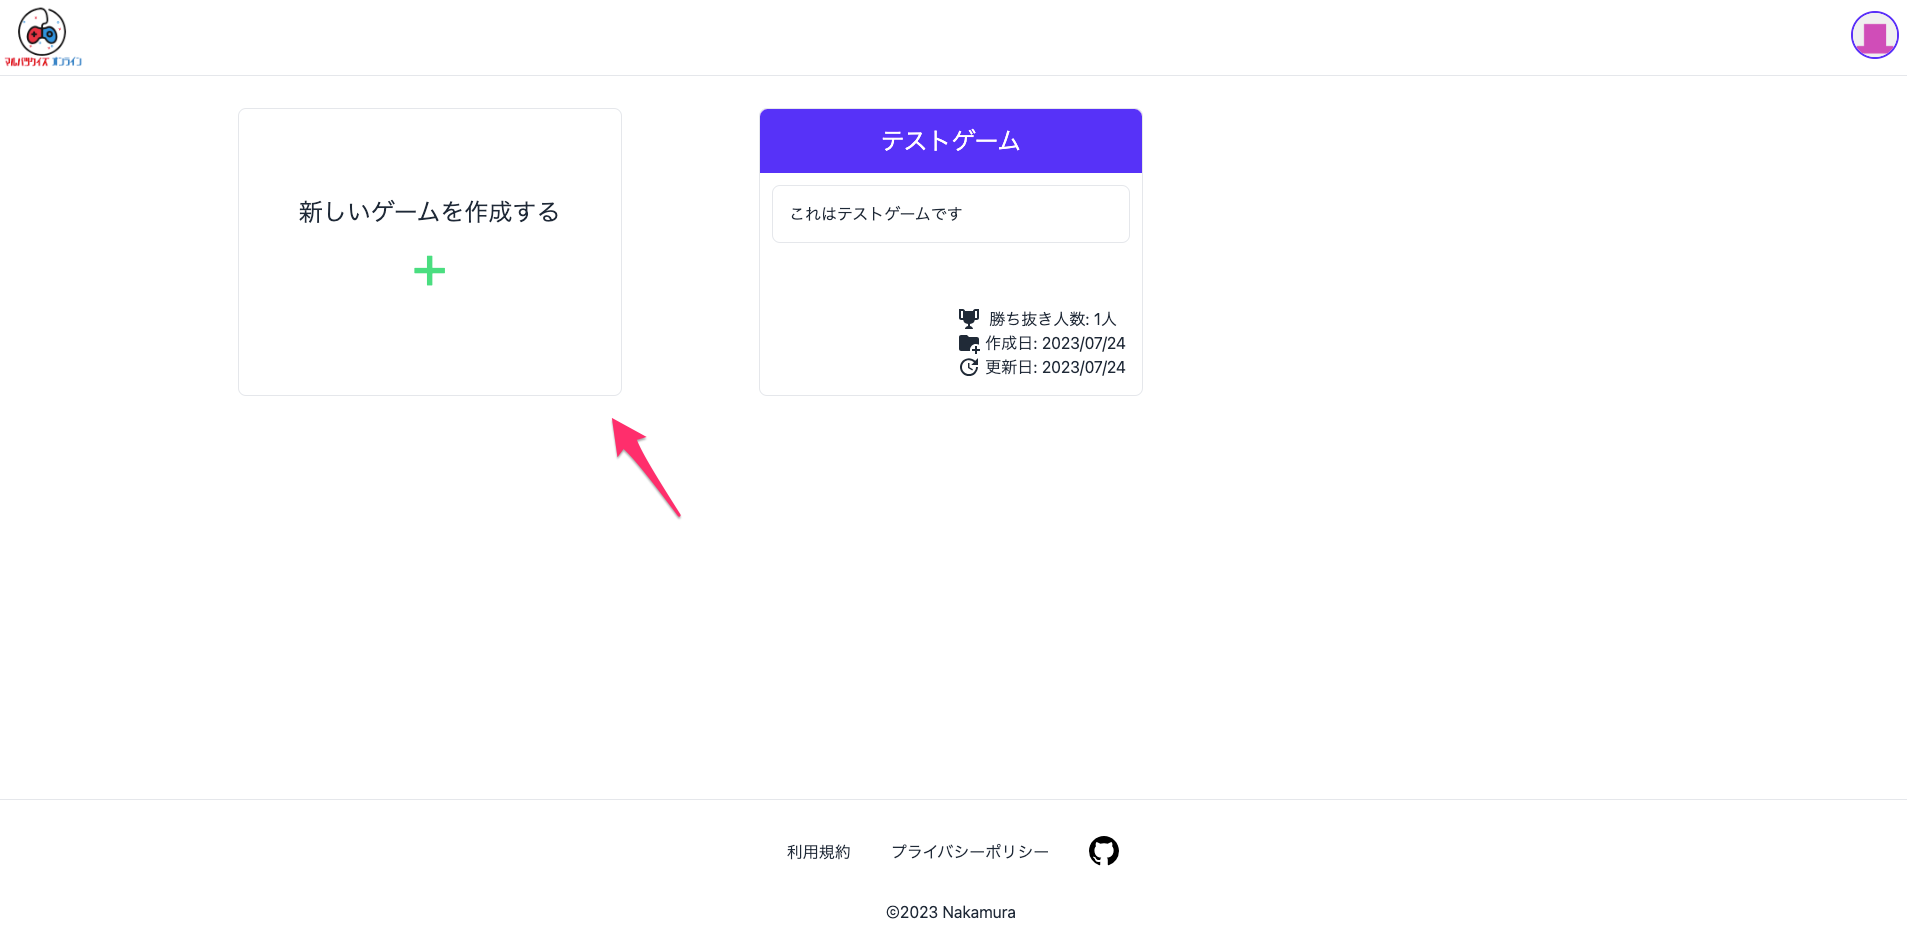 マルバツクイズ オンライン
新しいゲームを作成する
テストゲーム
これはテストゲームです
勝ち抜き人数: 1人
作成日: 2023/07/24
更新日: 2023/07/24
利用規約
プライバシーポリシー
©2023 Nakamura